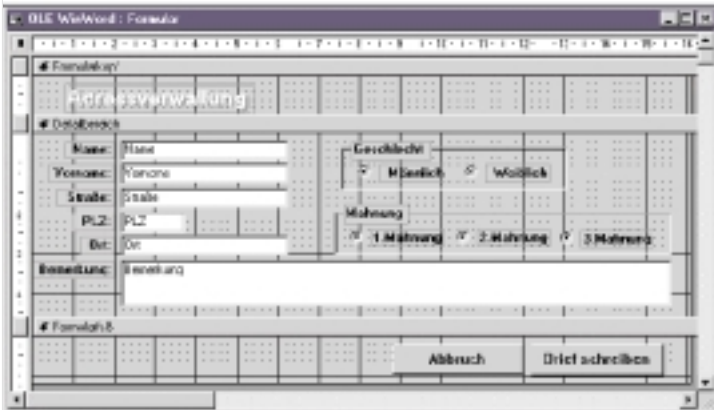 OLE WinWord : Formular
Formularkopf
Adressverwaltung
Detailbereich
Name: Name
Vorname: Vorname
Straße: Straße
PLZ: PLZ
Ort: Ort
Bemerkung: Bemerkung
Geschlecht
Männlich Weiblich
Mahnung
1.Mahnung 2.Mahnung 3.Mahnung
Formularfuß
Abbruch Brief schreiben